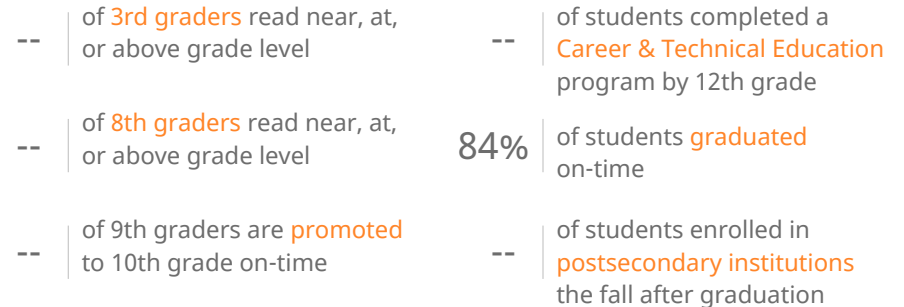 --
of 3rd graders read near, at,
or above grade level
--
of 8th graders read near, at,
or above grade level
--
of 9th graders are promoted
to 10th grade on-time
--
of students completed a
Career & Technical Education
program by 12th grade
84%
of students graduated
on-time
--
of students enrolled in
postsecondary institutions
the fall after graduation